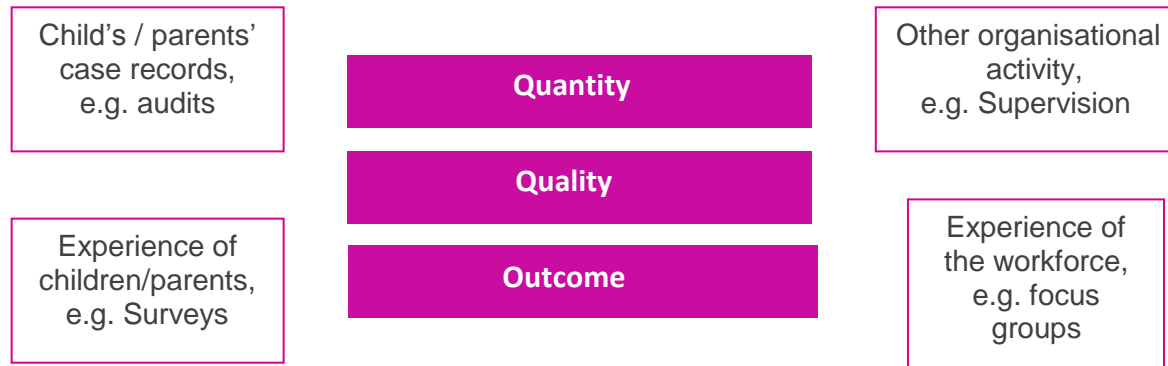 Child’s / parents’
case records,
e.g. audits
Experience of
children/parents,
e.g. Surveys
Quantity
Quality
Outcome
Other organisational
activity,
e.g. Supervision
Experience of
the workforce,
e.g. focus
groups